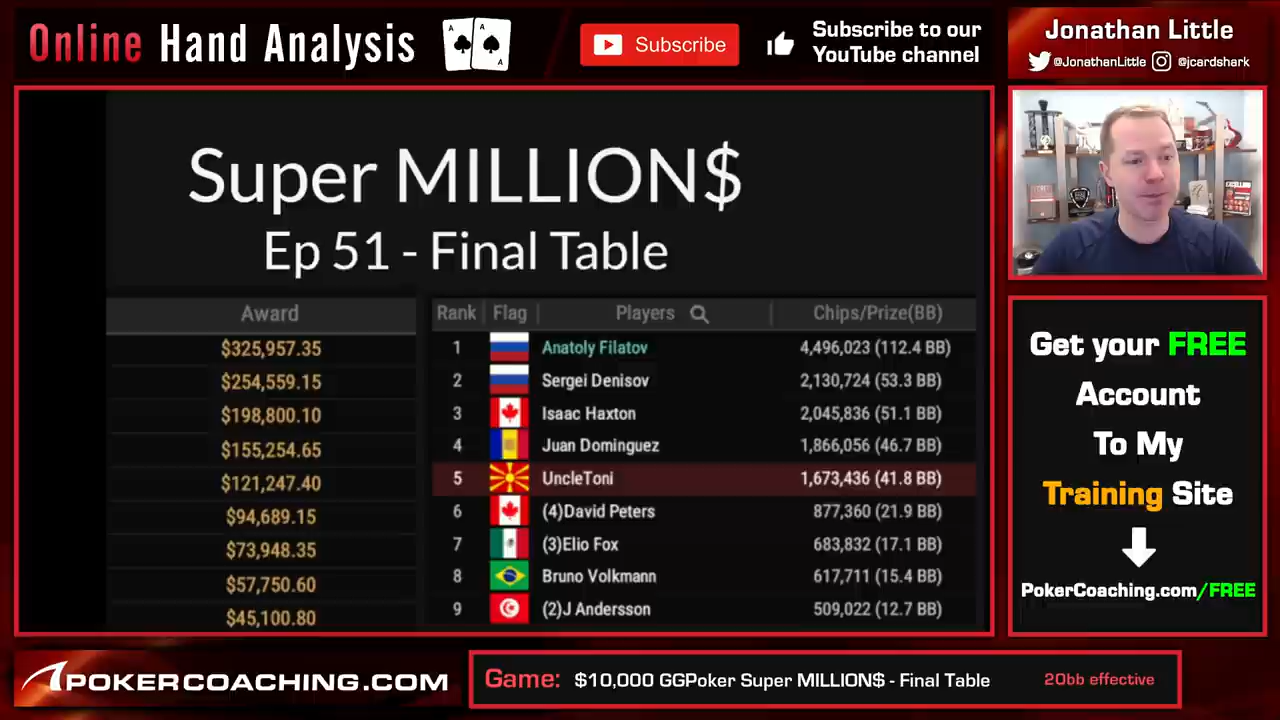 Online Hand Analysis
A
A
A
A
Subscribe
Subscribe to our
YouTube channel
Jonathan Little
@JonathanLittle
@jcardshark
Super MILLION$
Ep 51 - Final Table
Award
$325,957.35
$254,559.15
$198,800.10
$155,254.65
$121,247.40
$94,689.15
$73,948.35
$57,750.60
$45,100.80
Rank Flag Players Chips/Prize(BB)
1 Anatoly Filatov 4,496,023 (112.4 BB)
2 Sergei Denisov 2,130,724 (53.3 BB)
3 Isaac Haxton 2,045,836 (51.1 BB)
4 Juan Dominguez 1,866,056 (46.7 BB)
5 UncleToni 1,673,436 (41.8 BB)
6 (4)David Peters 877,360 (21.9 BB)
7 (3)Elio Fox 683,832 (17.1 BB)
8 Bruno Volkmann 617,711 (15.4 BB)
9 (2)J Andersson 509,022 (12.7 BB)
Get your FREE
Account
To My
Training Site
PokerCoaching.com/FREE
POKERCOACHING.COM
Game: $10,000 GGPoker Super MILLION$ - Final Table 20bb effective